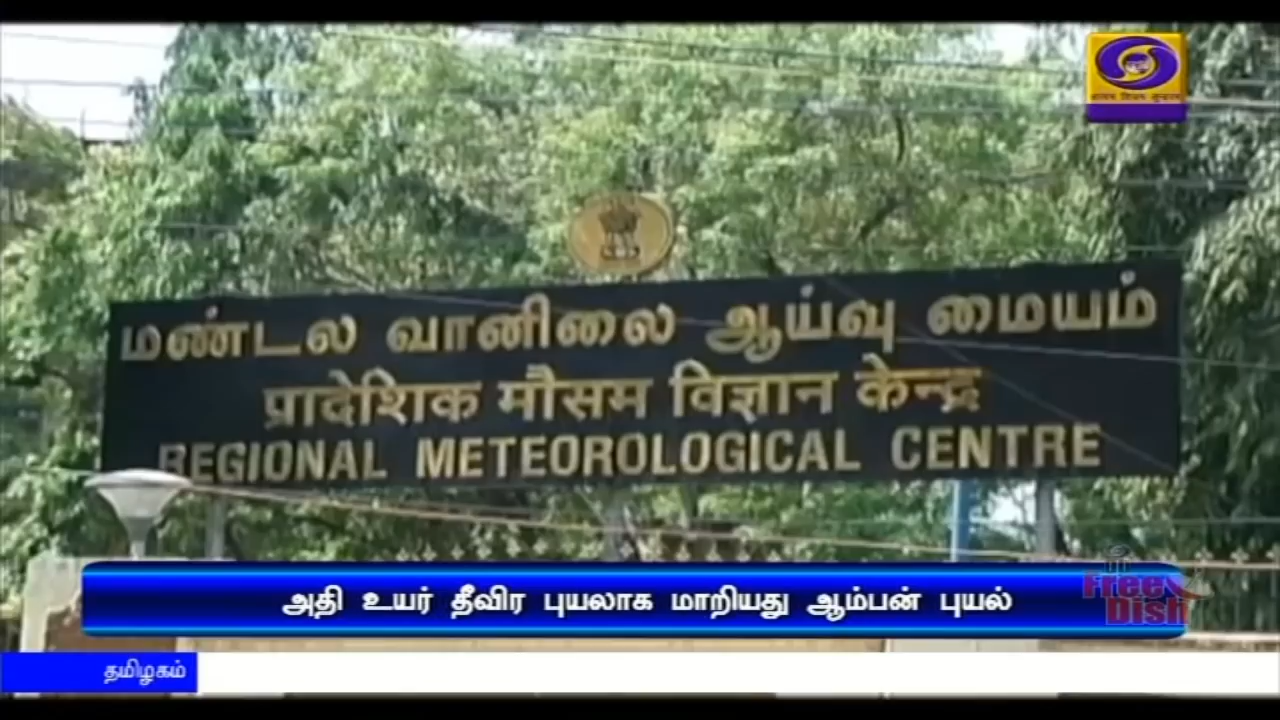 மண்டல வானிலை ஆய்வு மையம்
प्रादेशिक मौसम विज्ञान केन्द्र
REGIONAL METEOROLOGICAL CENTRE
அதி உயர் தீவிர புயலாக மாறியது ஆம்பன் புயல்
Free Dish
தமிழகம்